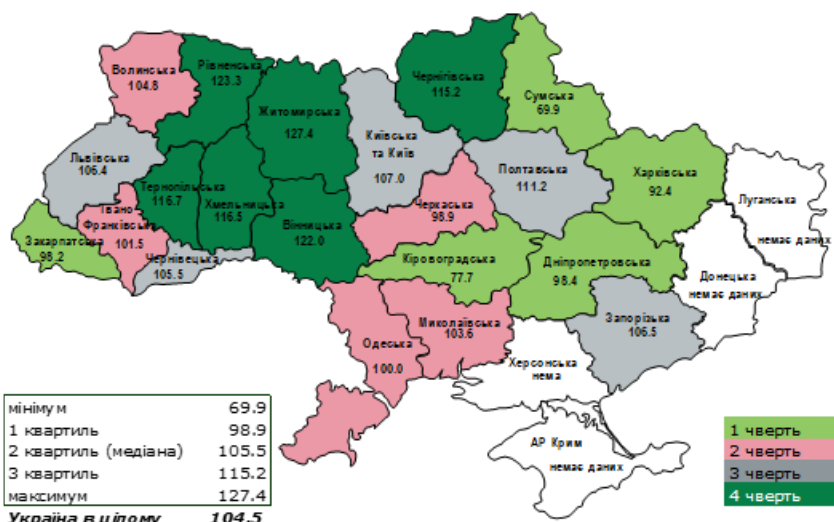 Волинська
104.8
Рівненська
123.3
Житомирська
127.4
Київська
та Київ
107.0
Чернігівська
115.2
Сумська
69.9
Львівська
106.4
Тернопільська
116.7
Хмельницька
116.5
Вінницька
122.0
Черкаська
98.9
Полтавська
111.2
Харківська
92.4
Луганська
немає даних
Закарпатська
98.2
Івано
Франківська
101.5
Чернівецька
105.5
Кіровоградська
77.7
Дніпропетровська
98.4
Донецька
немає даних
Одеська
100.0
Миколаївська
103.6
Запорізька
106.5
Херсонська
нема
АР Крим
немає даних
мінімум 69.9
1 квартиль 98.9
2 квартиль (медіана) 105.5
3 квартиль 115.2
максимум 127.4
Україна в цілому 104.5
1 чверть
2 чверть
3 чверть
4 чверть